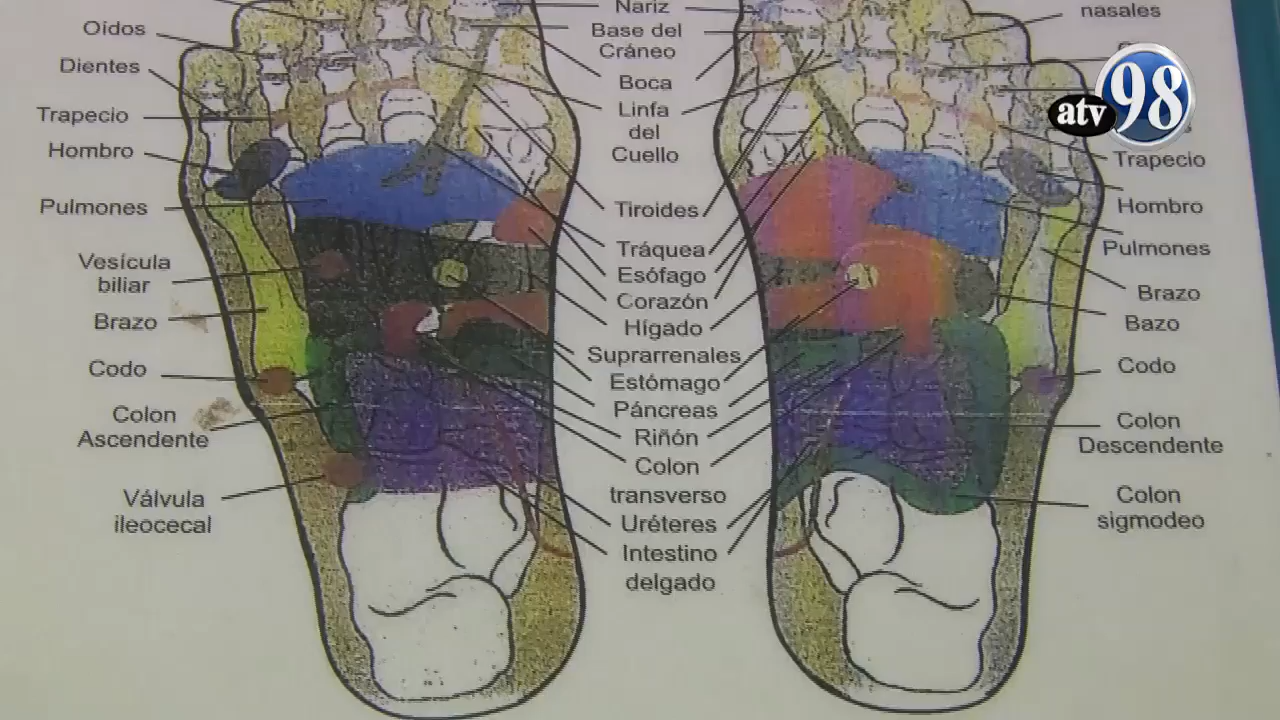 Oídos
Dientes
Trapecio
Hombro
Pulmones
Vesícula
biliar
Brazo
Codo
Colon
Ascendente
Válvula
ileocecal
Nariz
Base del
Cráneo
Boca
Linfa
del
Cuello
Tiroides
Tráquea
Esófago
Corazón
Hígado
Suprarrenales
Estómago
Páncreas
Riñón
Colon
transverso
Uréteres
Intestino
delgado
nasales
atv 98
Trapecio
Hombro
Pulmones
Brazo
Bazo
Codo
Colon
Descendente
Colon
sigmodeo